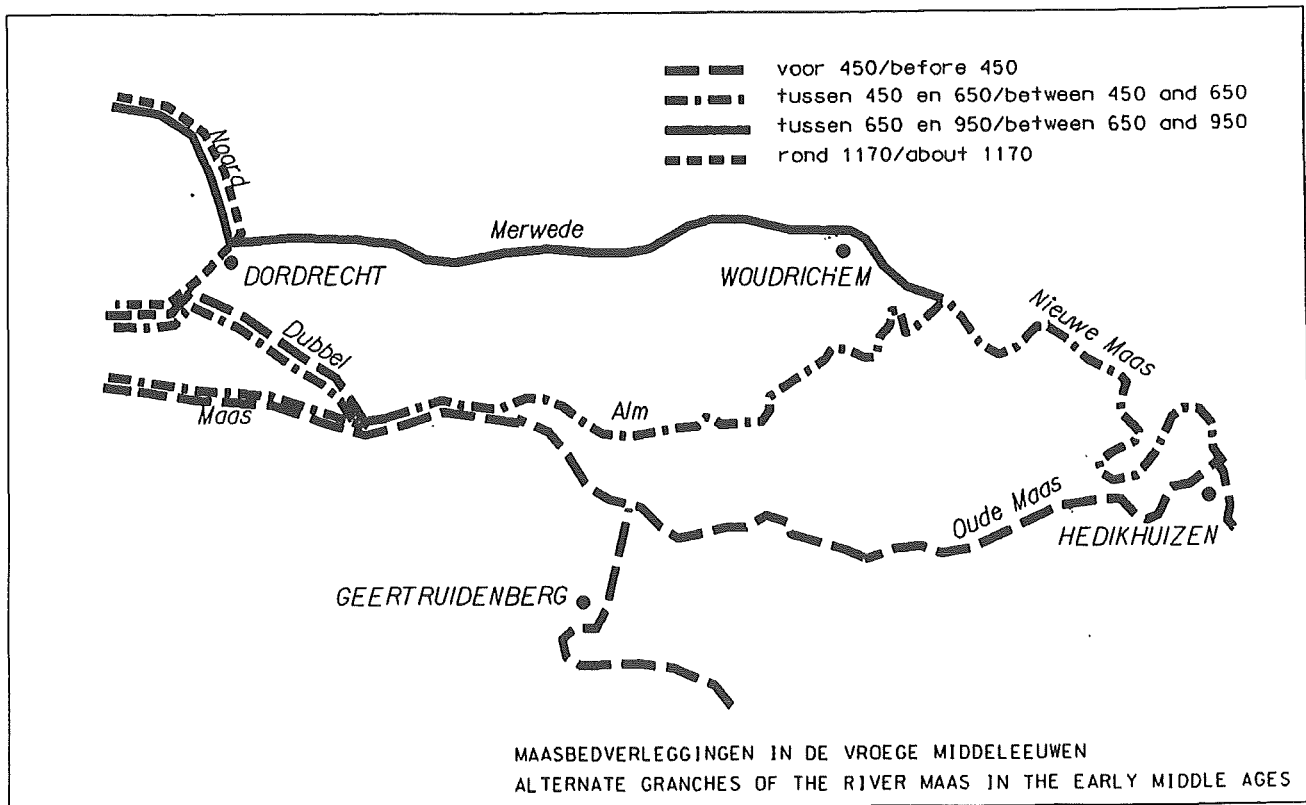 voor 450/before 450
tussen 450 en 650/between 450 and 650
tussen 650 en 950/between 650 and 950
rond 1170/about 1170
Noord
Merwede
DORDRECHT
WOUDRICHEM
Nieuwe Maas
Dubbel
Maas
Alm
Oude Maas
HEDIKHUIZEN
GEERTRUIDENBERG
MAASBEDVERLEGGINGEN IN DE VROEGE MIDDELEEUWEN
ALTERNATE GRANCHES OF THE RIVER MAAS IN THE EARLY MIDDLE AGES